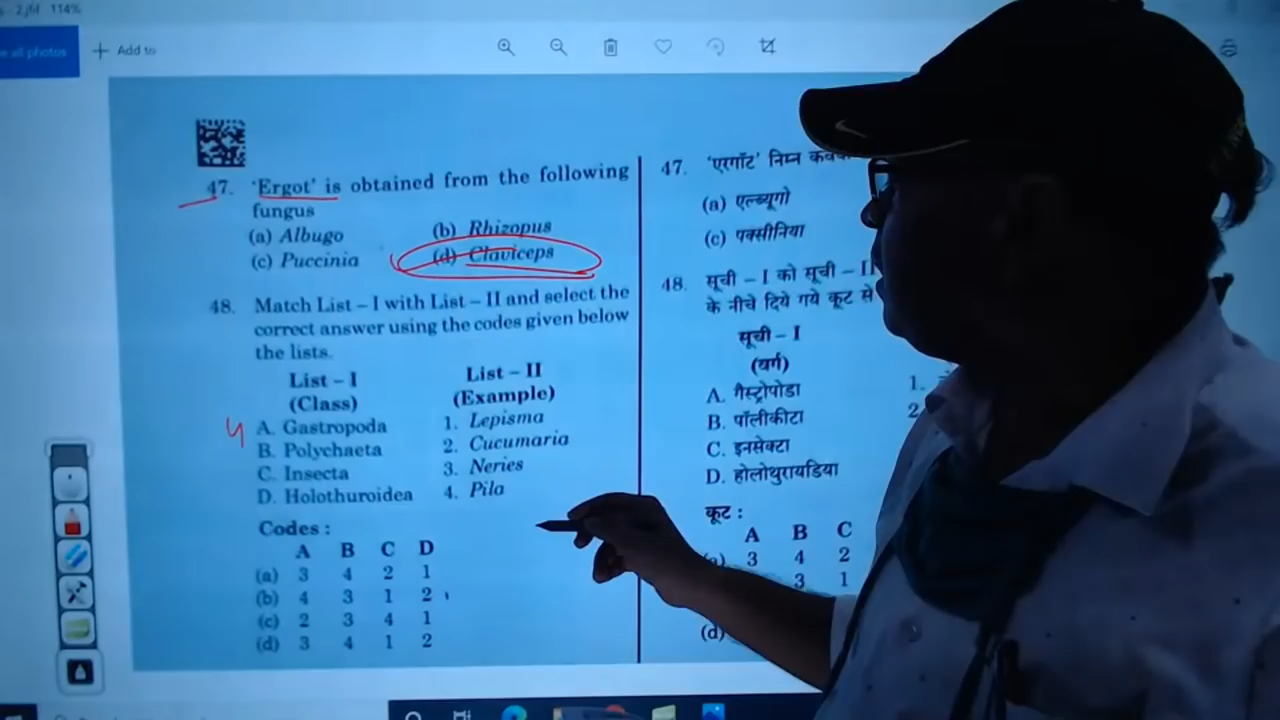 2.jfif 114%
all photos
+ Add to
47. 'Ergot' is obtained from the following
fungus
(a) Albugo (b) Rhizopus
(c) Puccinia (d) Claviceps
48. Match List – I with List – II and select the
correct answer using the codes given below
the lists.
List – I List – II
(Class) (Example)
4 A. Gastropoda 1. Lepisma
B. Polychaeta 2. Cucumaria
C. Insecta 3. Neries
D. Holothuroidea 4. Pila
Codes :
A B C D
(a) 3 4 2 1
(b) 4 3 1 2
(c) 2 3 4 1
(d) 3 4 1 2
47. 'एरगॉट' निम्न
(a) एल्ब्यूगो
(c) पक्सीनिया
48. सूची – I को सूची – II
के नीचे दिये गये कूट से
सूची – I
(वर्ग)
A. गैस्ट्रोपोडा 1.
B. पॉलीकीटा 2.
C. इनसेक्टा
D. होलोथुरायडिया
कूट :
A B C
(a) 3 4 2
3 1
(d)